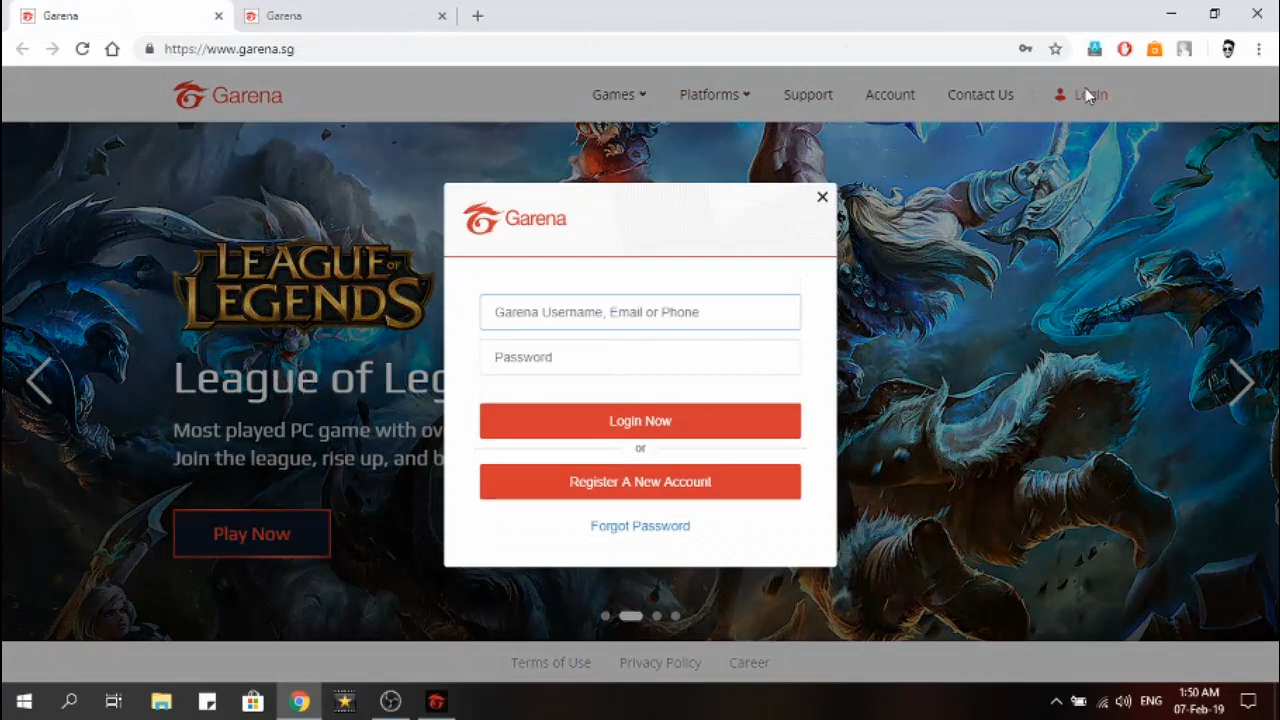 Garena
Garena
https://www.garena.sg
Garena
Games
Platforms
Support
Account
Contact Us
Login
Garena
LEAGUE OF LEGENDS
Garena Username, Email or Phone
Password
League of Leg
Most played PC game with ov
Join the league, rise up, and b
Login Now
or
Register A New Account
Forgot Password
Play Now
Terms of Use
Privacy Policy
Career
ENG
1:50 AM
07-Feb-19